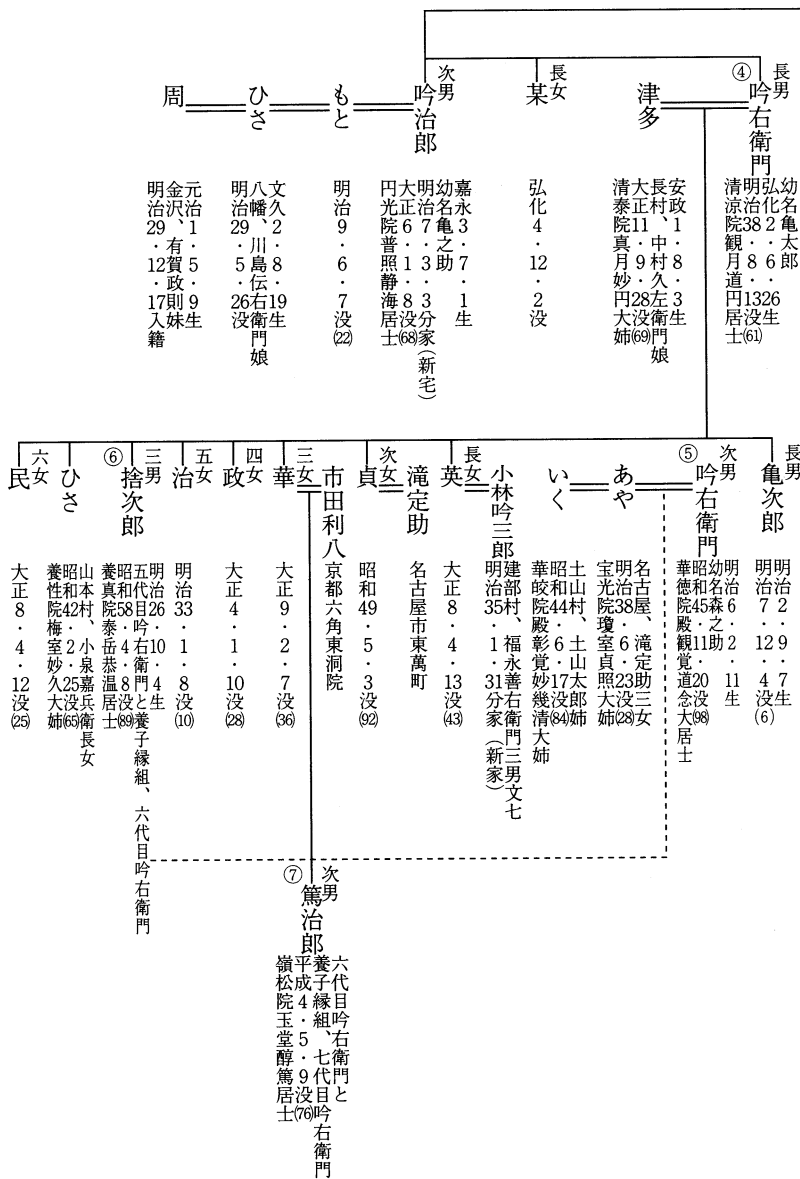 長男
④
吟右衛門
幼名亀太郎
弘化2・6・26生
明治38・8・13没(61)
清涼院観月道円居士
津多
安政1・8・3生
長村、中村久左衛門娘
大正11・9・28没(69)
清泰院真月妙円大姉
長女
某
弘化4・12・2没
次男
吟治郎
嘉永3・7・1生
幼名亀之助
明治7・3・3分家(新宅)
大正6・1・8没(68)
円光院普照静海居士
もと
明治9・6・7没(22)
ひさ
文久2・8・19生
八幡、川島伝右衛門娘
明治29・5・26没
周
元治1・5・9生
金沢、有賀政則妹
明治29・12・17入籍
長男
亀次郎
明治2・9・7生
明治7・12・4没(6)
次男
⑤
吟右衛門
明治6・2・11生
幼名森之助
昭和45・11・20没(98)
華徳院殿観覚道念大居士
あや
名古屋、滝定助三女
明治38・6・23没(28)
宝光院瓊室貞照大姉
いく
土山村、土山太郎姉
昭和44・6・17没(84)
華皎院殿彰覚妙幾清大姉
小林吟三郎
建部村、福永善右衛門三男文七
明治35・1・31分家(新家)
長女
英
大正8・4・13没(43)
滝定助
名古屋市東萬町
次女
貞
昭和49・5・3没(92)
市田利八
京都六角東洞院
三女
華
大正9・2・7没(36)
四女
政
大正4・1・10没(28)
五女
治
明治33・1・8没(10)
三男
⑥
捨次郎
明治26・10・4生
五代目吟右衛門と養子縁組、六代目吟右衛門
昭和58・4・8没(89)
養真院泰岳恭温居士
ひさ
山本村、小泉嘉兵衛長女
昭和42・2・25没(65)
養性院梅室妙久大姉
六女
民
大正8・4・12没(25)
次男
⑦
篤治郎
六代目吟右衛門と
養子縁組、七代目吟右衛門
平成4・5・9没(76)
嶺松院玉堂醇篤居士